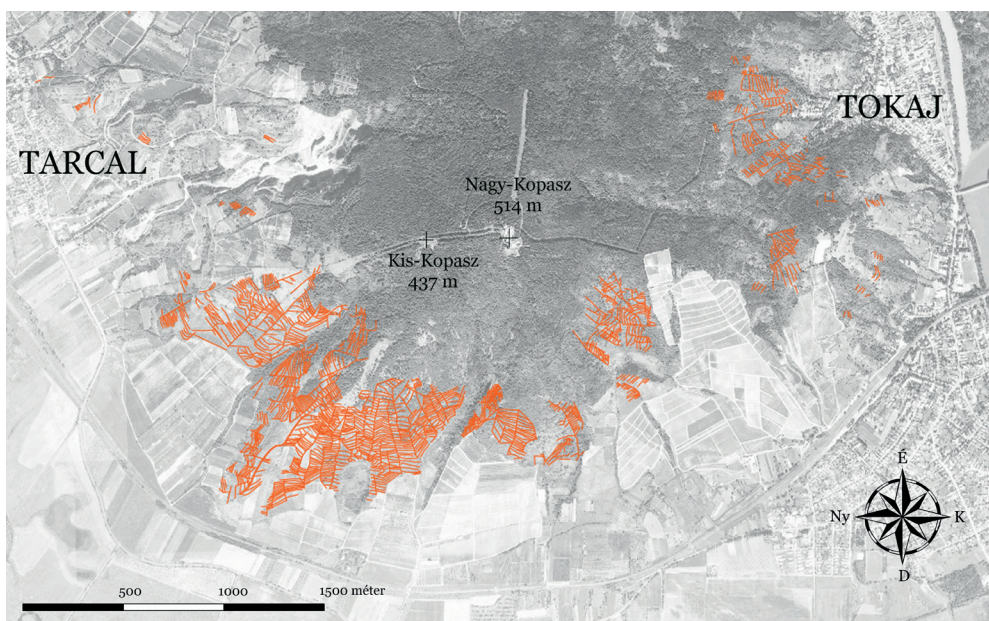 TOKAJ
TARCAL
Nagy-Kopasz
514 m
Kis-Kopasz
437 m
É
Ny
K
D
500
1000
1500 méter